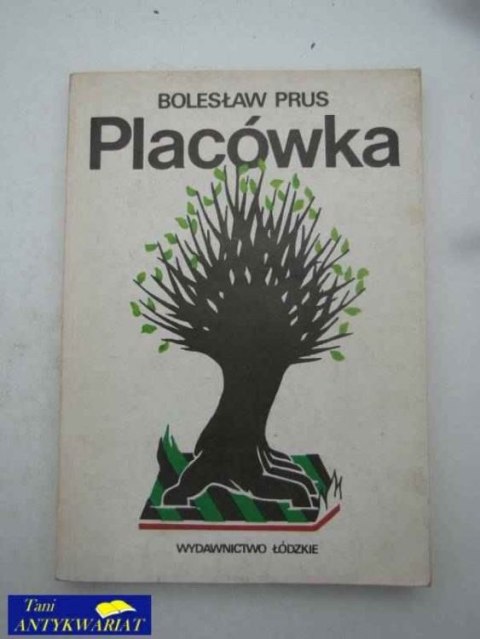 BOLESŁAW PRUS
Placówka
WYDAWNICTWO ŁÓDZKIE
Tani
ANTYKWARIAT